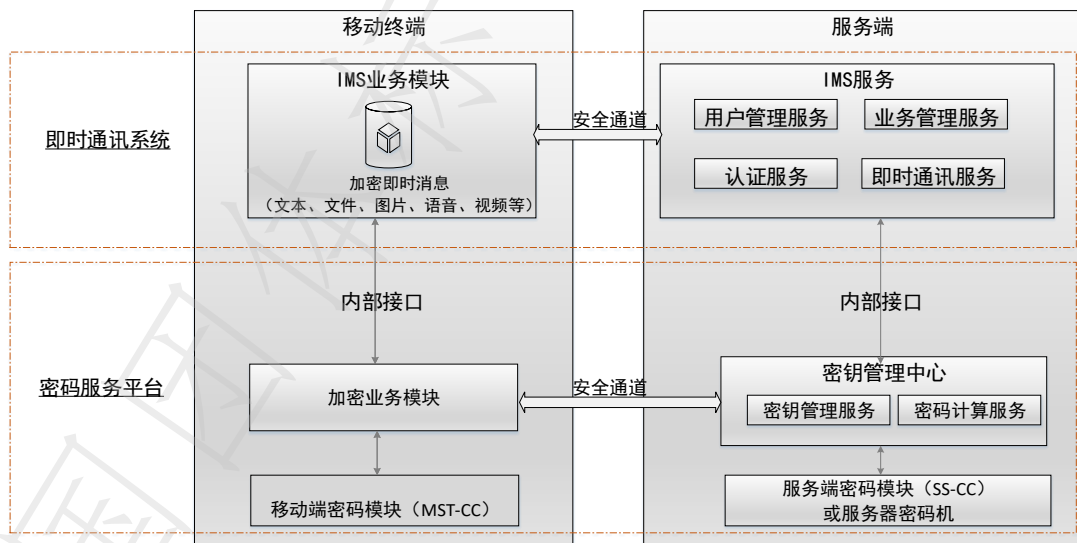 移动终端
服务端
IMS业务模块
IMS服务
用户管理服务
业务管理服务
安全通道
即时通讯系统
加密即时消息
(文本、文件、图片、语音、视频等)
认证服务
即时通讯服务
内部接口
内部接口
密码服务平台
加密业务模块
安全通道
密钥管理中心
密钥管理服务
密码计算服务
移动端密码模块(MST-CC)
服务端密码模块(SS-CC)
或服务器密码机
团体标